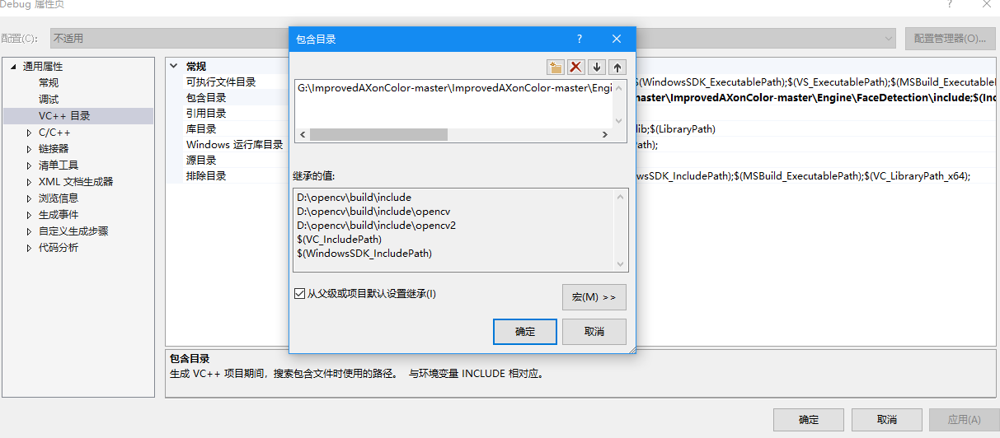 Debug 属性页
配置(C):
不适用
配置管理器(O)...
通用属性
常规
调试
VC++ 目录
C/C++
链接器
清单工具
XML 文档生成器
浏览信息
生成事件
自定义生成步骤
代码分析
常规
可执行文件目录
$(WindowsSDK_ExecutablePath);$(VS_ExecutablePath);$(MSBuild_Executabl
包含目录
master\ImprovedAXonColor-master\Engine\FaceDetection\include;$(Inc
引用目录
库目录
lib;$(LibraryPath)
Windows 运行库目录
ath);
源目录
排除目录
wsSDK_IncludePath);$(MSBuild_ExecutablePath);$(VC_LibraryPath_x64);
包含目录
G:\ImprovedAXonColor-master\ImprovedAXonColor-master\Engi
继承的值:
D:\opencv\build\include
D:\opencv\build\include\opencv
D:\opencv\build\include\opencv2
$(VC_IncludePath)
$(WindowsSDK_IncludePath)
从父级或项目默认设置继承(I)
宏(M) >>
确定
取消
包含目录
生成 VC++ 项目期间，搜索包含文件时使用的路径。 与环境变量 INCLUDE 相对应。
确定
取消
应用(A)